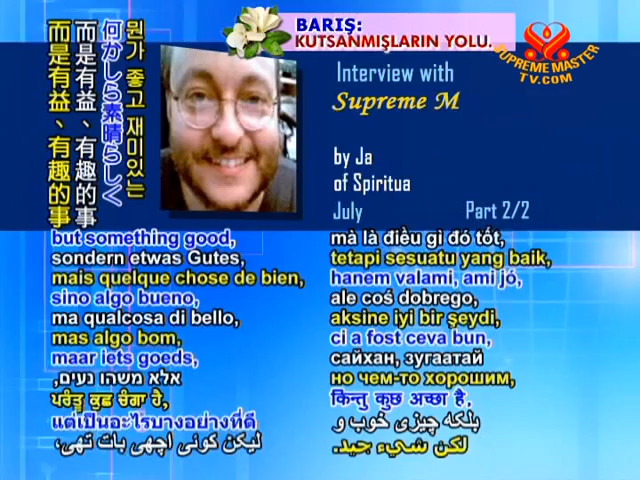 BARIŞ:
KUTSANMIŞLARIN YOLU.
SUPREME MASTER
TV.COM
Interview with
Supreme M
by Ja
of Spiritua
July
Part 2/2
뭔가 좋고 재미있는
何かしら素晴らしく
而是有益、有趣的事
而是有益、有趣的事
but something good,
sondern etwas Gutes,
mais quelque chose de bien,
sino algo bueno,
ma qualcosa di bello,
mas algo bom,
maar iets goeds,
אלא משהו נעים,
ਪਰੰਤੂ ਕੁਛ ਚੰਗਾ ਹੈ,
แต่เป็นอะไรบางอย่างที่ดี
لیکن کوئی اچھی بات تھی،
mà là điều gì đó tốt,
tetapi sesuatu yang baik,
hanem valami, ami jó,
ale coś dobrego,
aksine iyi bir şeydi,
ci a fost ceva bun,
сайхан, зугаатай
но чем-то хорошим,
किन्तु कुछ अच्छा है.
بلکه چیزی خوب و
لكن شيء جيد.